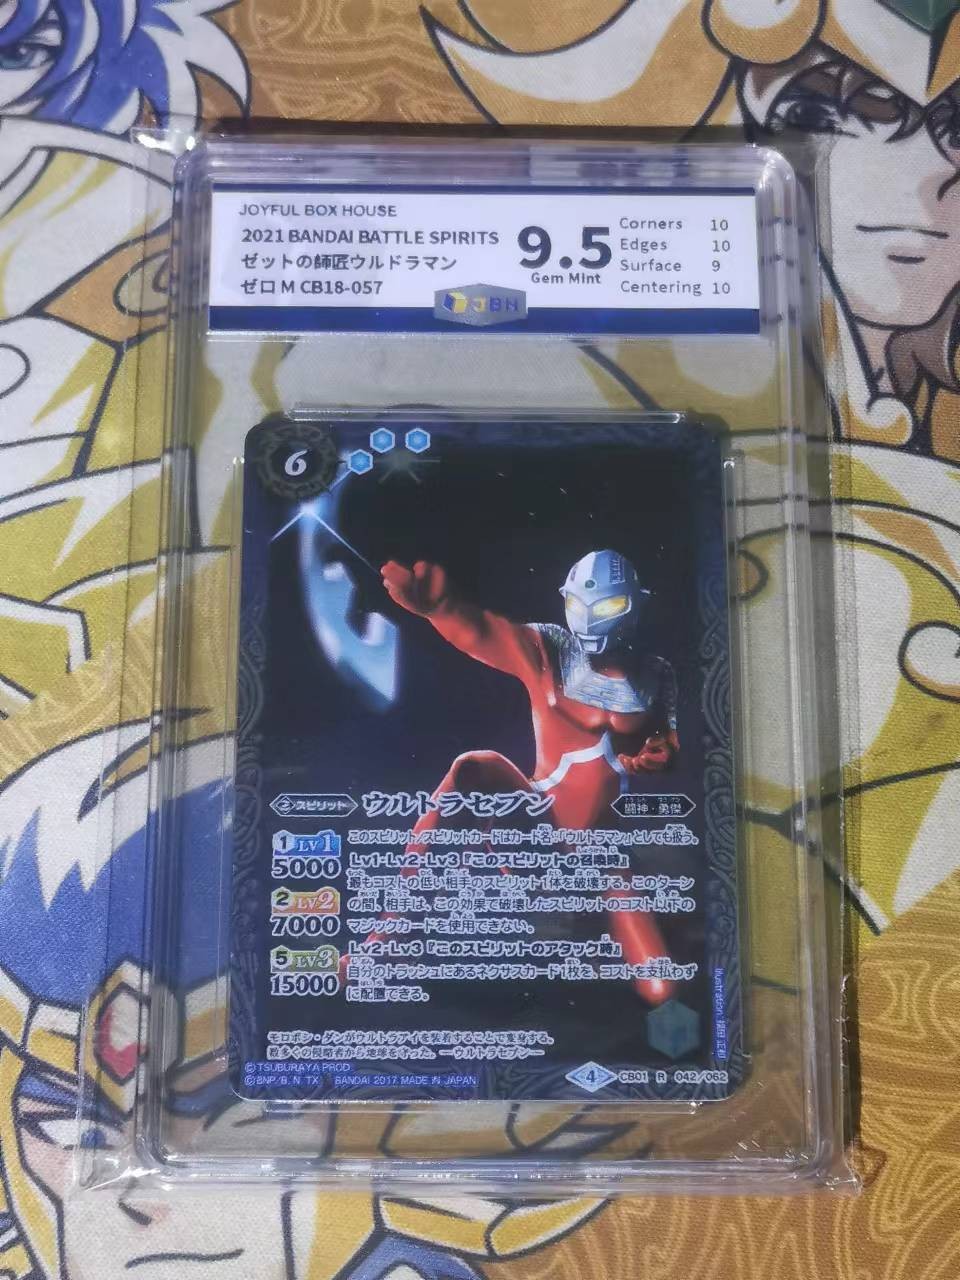 JOYFUL BOX HOUSE
2021 BANDAI BATTLE SPIRITS
ゼットの師匠ウルドラマン
ゼロ M CB18-057
9.5
Gem Mint
Corners 10
Edges 10
Surface 9
Centering 10
JBH
6
②スピリット
ウルトラセブン
闘神・勇傑
1 LV1
5000
2 LV2
7000
5 LV3
15000
このスピリット/スピリットカードはカード名:「ウルトラマン」としても扱う。
Lv1・Lv2・Lv3『このスピリットの召喚時』
最もコストの低い相手のスピリット1体を破壊する。このターン
の間、相手は、この効果で破壊したスピリットのコスト以下の
マジックカードを使用できない。
Lv2・Lv3『このスピリットのアタック時』
自分のトラッシュにあるネクサスカード1枚を、コストを支払わず
に配置できる。
モロボシ・ダンがウルトラアイを装着することで変身する。
数多くの侵略者から地球を守った。 ―ウルトラセブン―
©TSUBURAYA PROD.
©BNP/B, N, TX BANDAI 2017 MADE IN JAPAN
4
CB01 R 042/062
Illustration